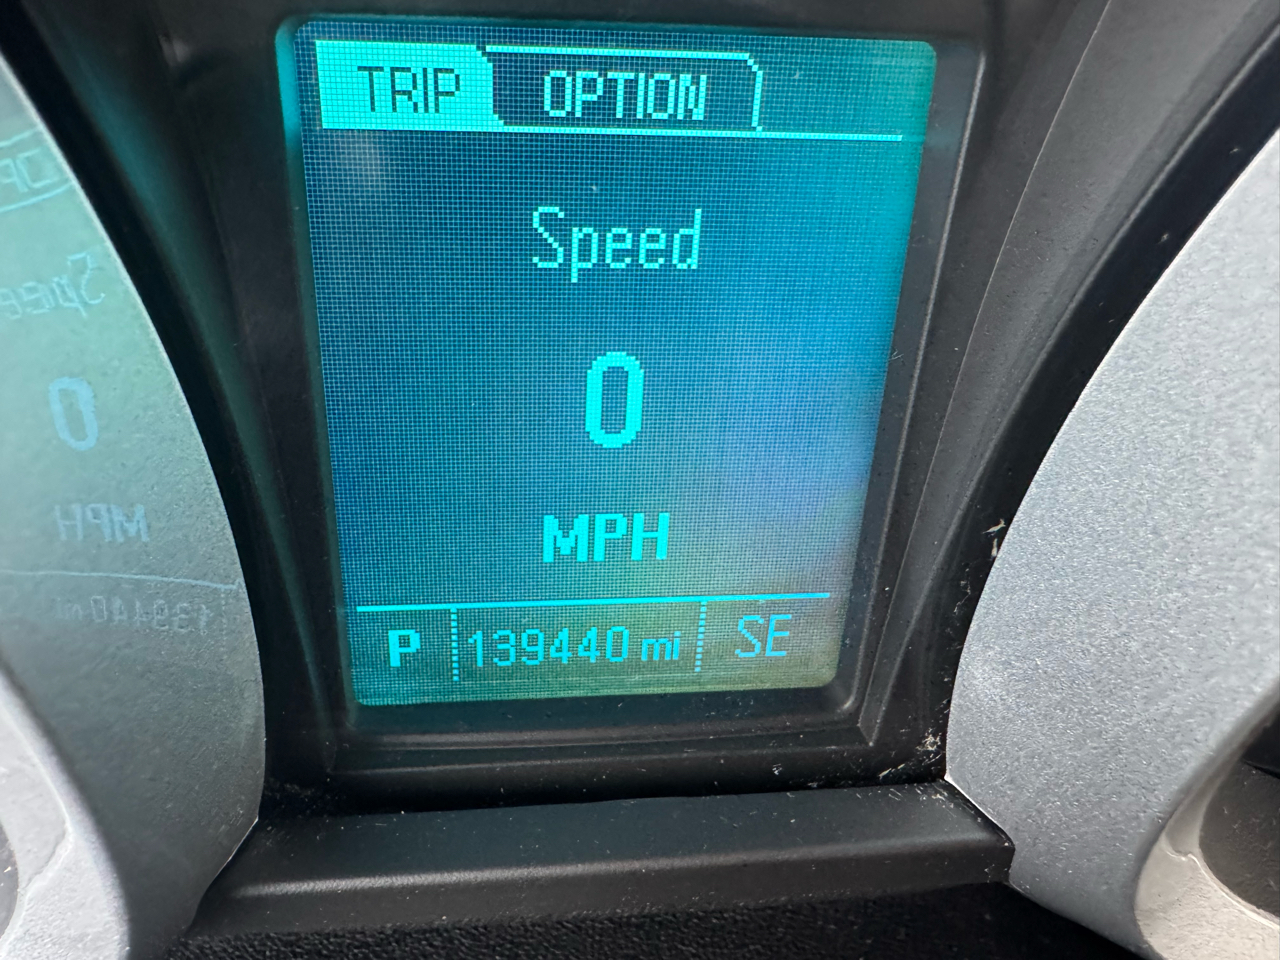 TRIP OPTION
Speed
0
MPH
P 139440 mi SE